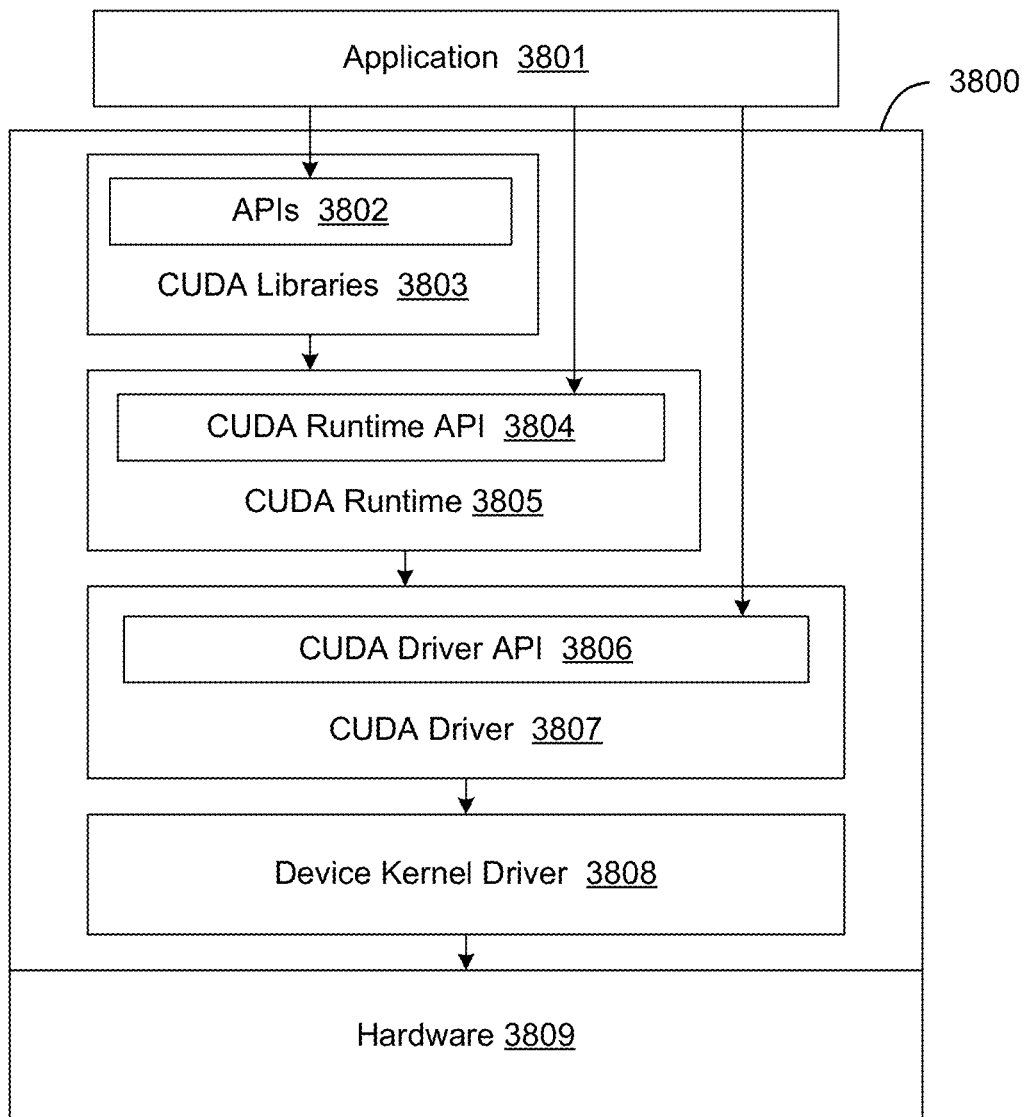 Application 3801
3800
APIs 3802
CUDA Libraries 3803
CUDA Runtime API 3804
CUDA Runtime 3805
CUDA Driver API 3806
CUDA Driver 3807
Device Kernel Driver 3808
Hardware 3809